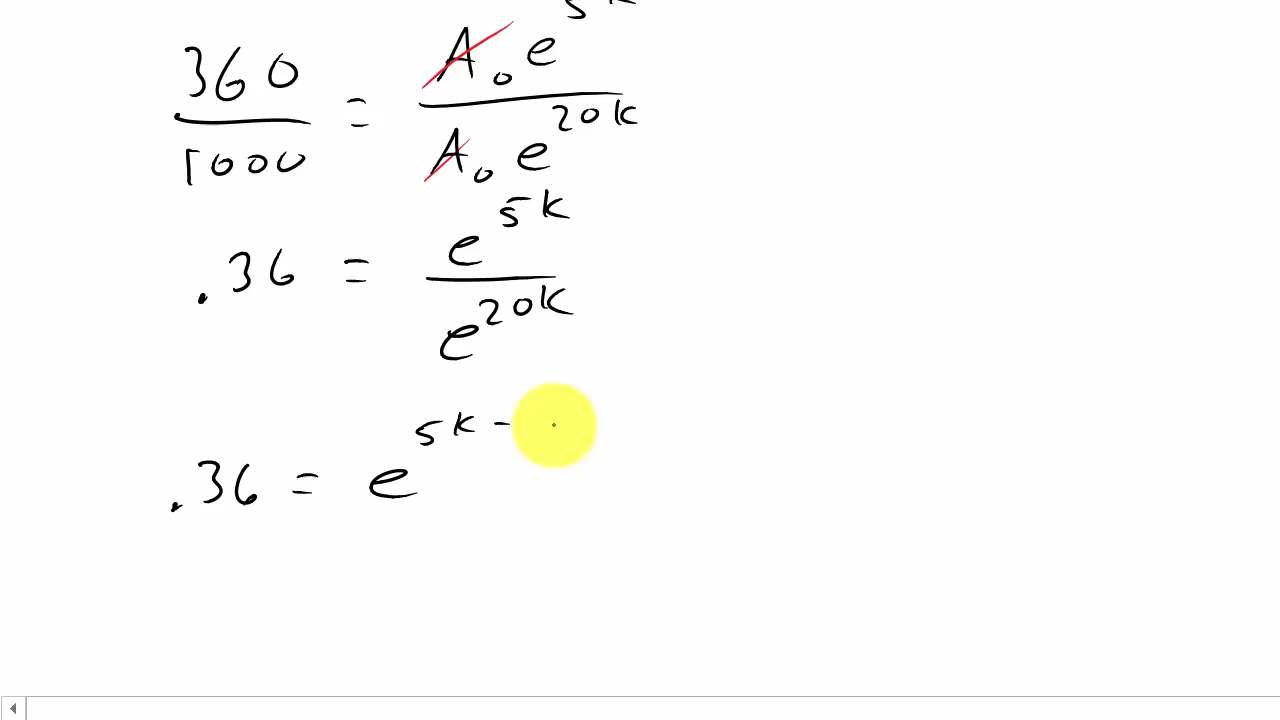 360/1000 = A₀e^5k/A₀e^20k
.36 = e^5k/e^20k
.36 = e^5k -